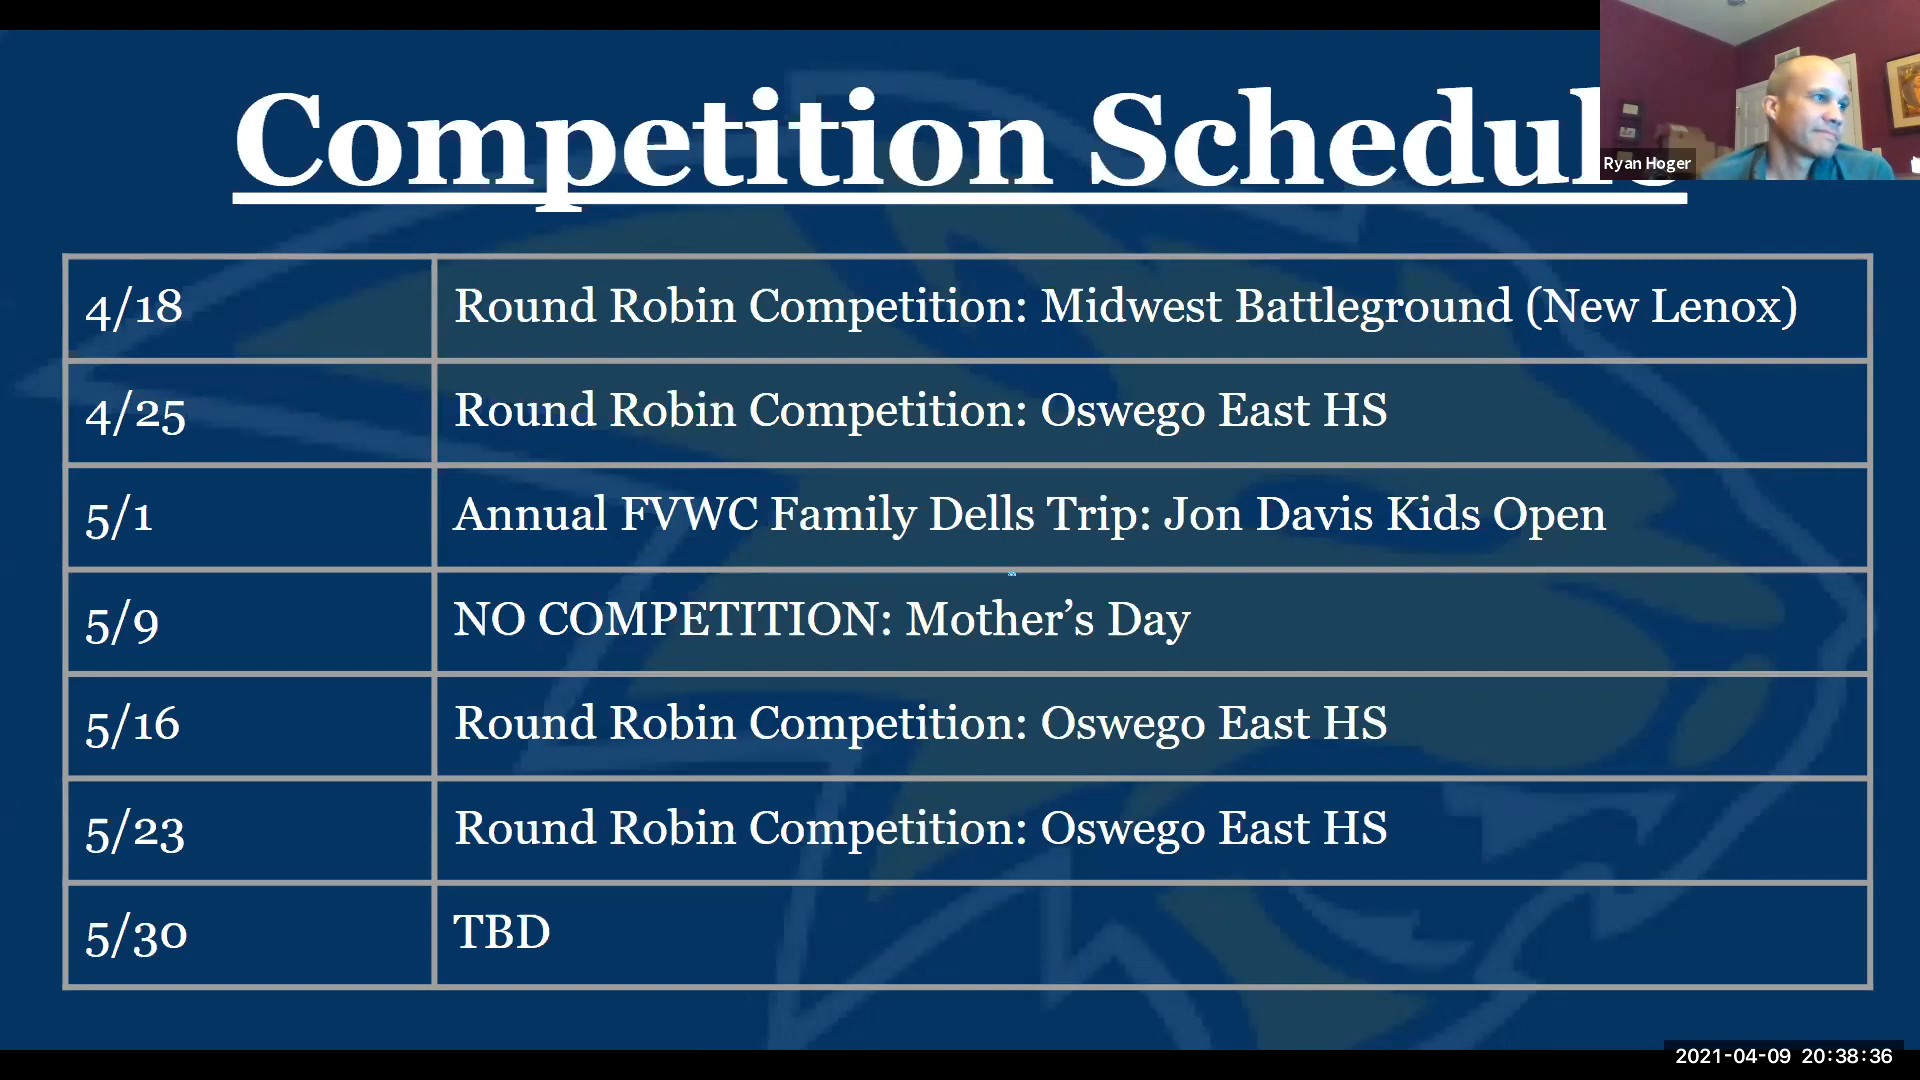 Competition Schedule
Ryan Hoger
4/18 Round Robin Competition: Midwest Battleground (New Lenox)
4/25 Round Robin Competition: Oswego East HS
5/1 Annual FVWC Family Dells Trip: Jon Davis Kids Open
5/9 NO COMPETITION: Mother’s Day
5/16 Round Robin Competition: Oswego East HS
5/23 Round Robin Competition: Oswego East HS
5/30 TBD
2021-04-09 20:38:36